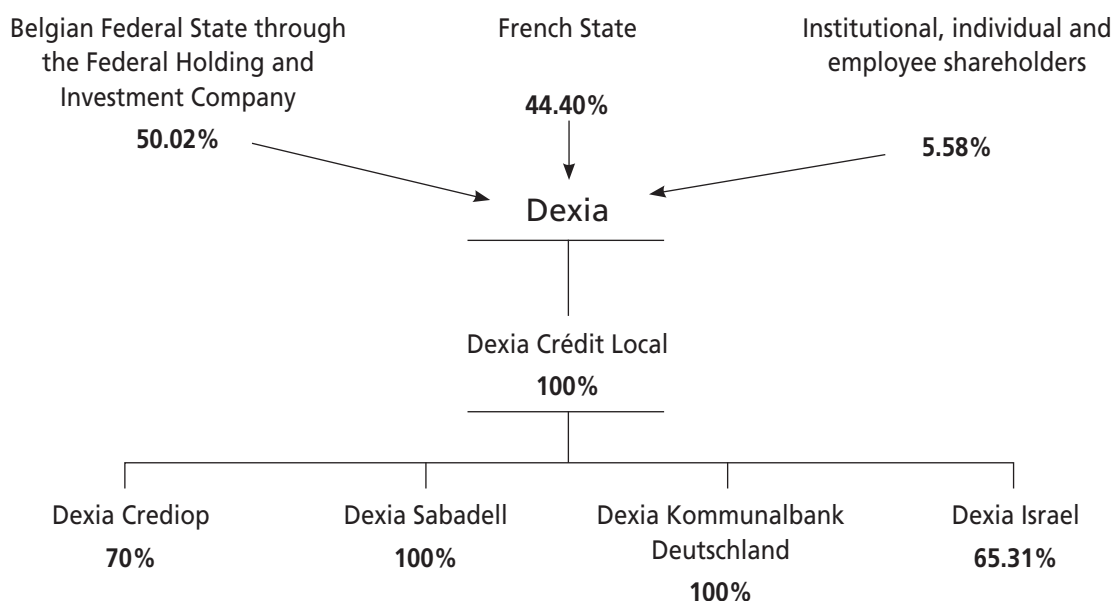 Belgian Federal State through
the Federal Holding and
Investment Company
50.02%
French State
44.40%
Institutional, individual and
employee shareholders
5.58%
Dexia
Dexia Crédit Local
100%
Dexia Crediop
70%
Dexia Sabadell
100%
Dexia Kommunalbank
Deutschland
100%
Dexia Israel
65.31%